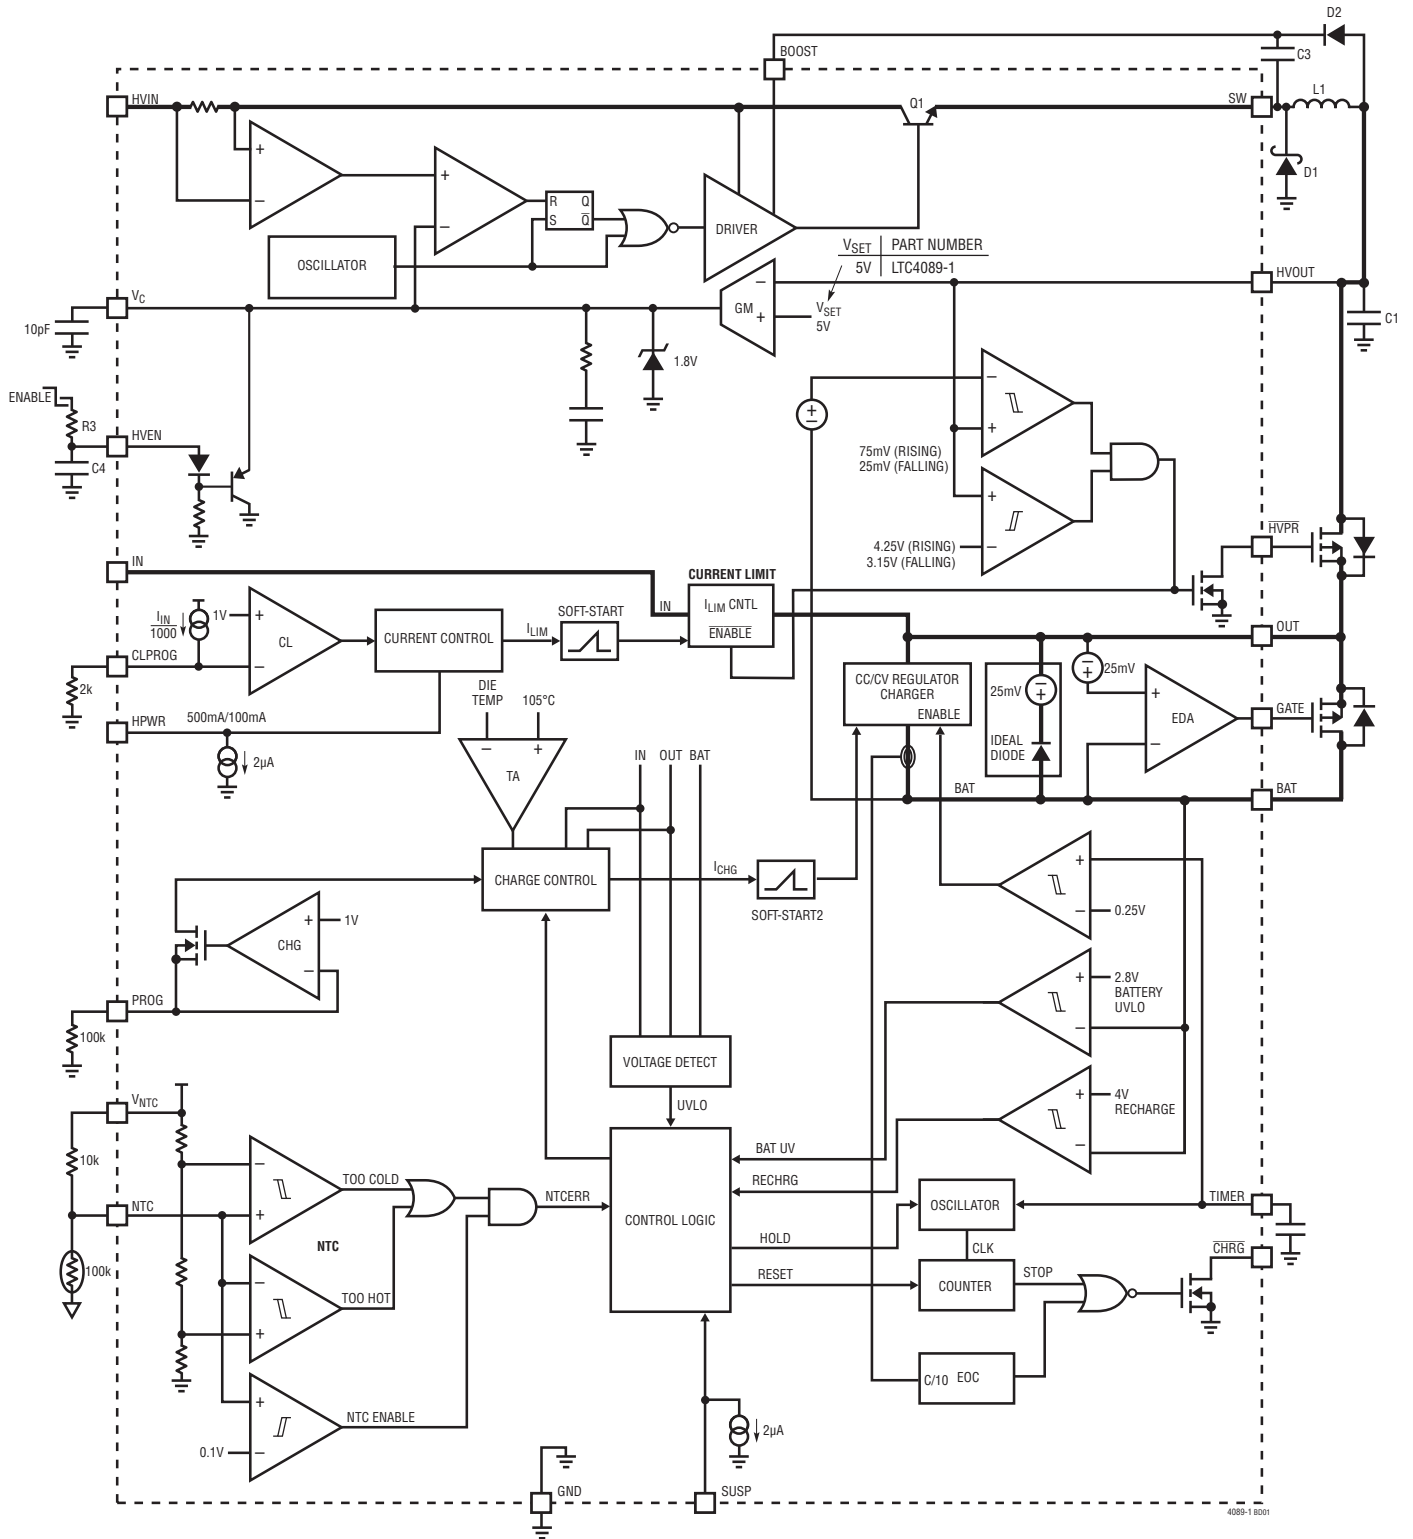 D2
BOOST
C3
HVIN
Q1
SW
L1
+
–
+
–
R Q
S Q̅
DRIVER
D1
OSCILLATOR
VSET PART NUMBER
5V LTC4089-1
VC
–
GM
+
VSET
5V
HVOUT
10pF
C1
1.8V
ENABLE
R3
HVEN
C4
+
–
–
+
75mV (RISING)
25mV (FALLING)
+
–
4.25V (RISING)
3.15V (FALLING)
HVPR
IN
CURRENT LIMIT
IIN
1000
1V
+
CL
–
CURRENT CONTROL
ILIM
SOFT-START
IN
ILIM CNTL
ENABLE
OUT
CLPROG
2k
CC/CV REGULATOR
CHARGER
ENABLE
–
+
25mV
–
+
25mV
IDEAL
DIODE
+
EDA
–
GATE
DIE
TEMP
105°C
HPWR
500mA/100mA
2µA
–
+
TA
IN OUT BAT
BAT
BAT
CHARGE CONTROL
ICHG
SOFT-START2
+
–
0.25V
+
1V
CHG
–
PROG
100k
+
2.8V
BATTERY
UVLO
–
VOLTAGE DETECT
UVLO
+
4V
RECHARGE
–
VNTC
10k
–
TOO COLD
+
NTC
NTC
NTCERR
CONTROL LOGIC
BAT UV
RECHRG
HOLD
RESET
OSCILLATOR
CLK
COUNTER
STOP
TIMER
CHRG
100k
–
TOO HOT
+
C/10 EOC
+
NTC ENABLE
0.1V
–
2µA
GND
SUSP
4089-1 BD01